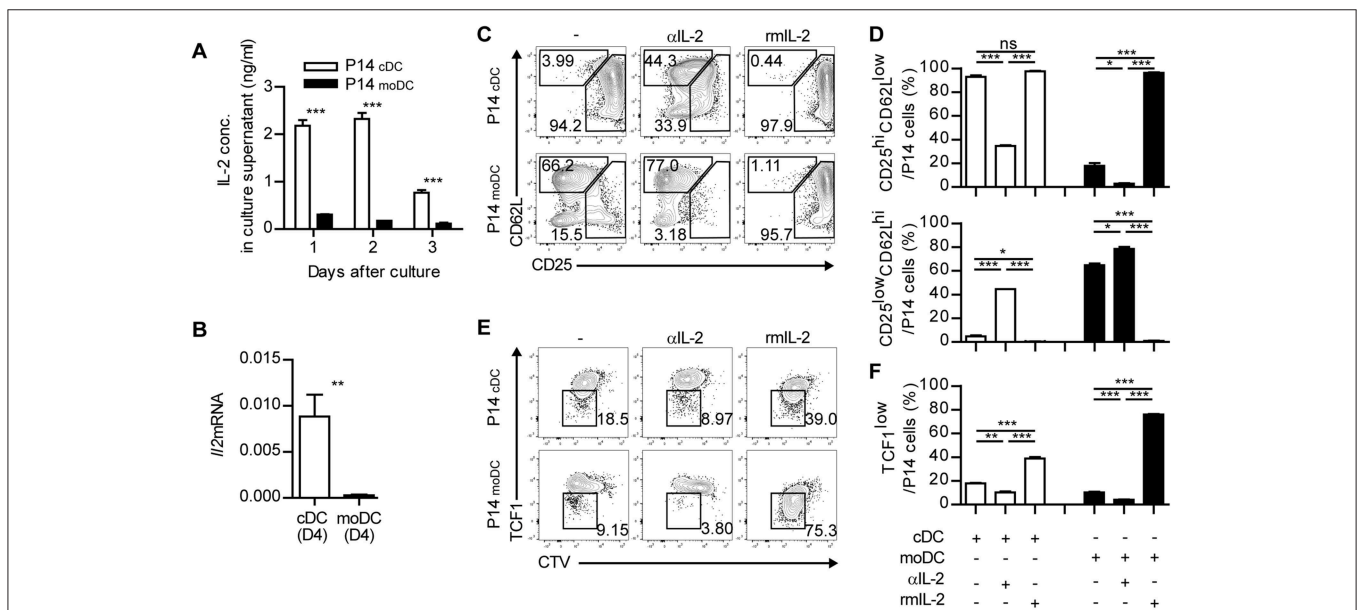 A
P14 cDC
P14 moDC
IL-2 conc.
in culture supernatant (ng/ml)
3
2
1
0
***
***
***
1 2 3
Days after culture
B
Il2mRNA
0.015
0.010
0.005
0.000
**
cDC
(D4)
moDC
(D4)
C
- αIL-2 rmIL-2
P14 cDC
3.99 44.3 0.44
94.2 33.9 97.9
P14 moDC
66.2 77.0 1.11
15.5 3.18 95.7
CD62L
CD25
E
- αIL-2 rmIL-2
P14 cDC
18.5 8.97 39.0
P14 moDC
9.15 3.80 75.3
TCF1
CTV
D
CD25hiCD62Llow
/P14 cells (%)
100
80
60
40
20
0
ns
*** ***
***
* ***
CD25lowCD62Lhi
/P14 cells (%)
100
80
60
40
20
0
*
*** ***
***
* ***
F
TCF1low
/P14 cells (%)
100
80
60
40
20
0
***
** ***
***
*** ***
cDC + + + - - -
moDC - - - + + +
αIL-2 - + - - + -
rmIL-2 - - + - - +